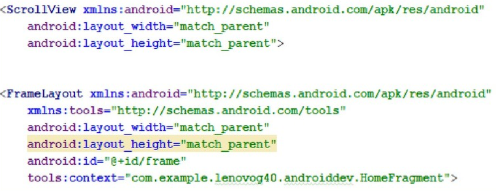 <ScrollView xmlns:android="http://schemas.android.com/apk/res/android"
android:layout_width="match_parent"
android:layout_height="match_parent">
<FrameLayout xmlns:android="http://schemas.android.com/apk/res/android"
xmlns:tools="http://schemas.android.com/tools"
android:layout_width="match_parent"
android:layout_height="match_parent"
android:id="@+id/frame"
tools:context="com.example.lenovog40.androiddev.HomeFragment">